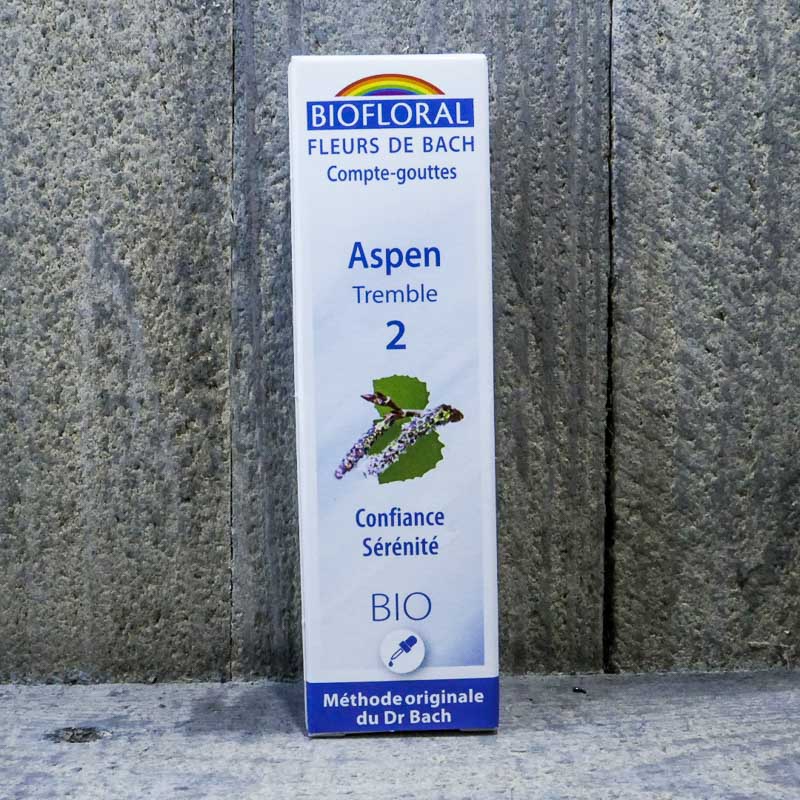 BIOFLORAL
FLEURS DE BACH
Compte-gouttes
Aspen
Tremble
2
Confiance
Sérénité
BIO
Méthode originale
du Dr Bach